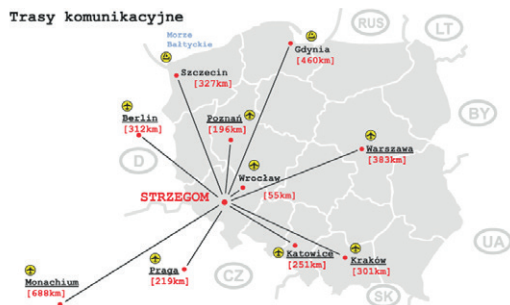 Trasy komunikacyjne
RUS
LT
Morze
Bałtyckie
Gdynia
[460km]
Szczecin
[327km]
Berlin
[312km]
Poznań
[196km]
BY
Warszawa
[383km]
D
Wrocław
[55km]
STRZEGOM
UA
Katowice
[251km]
Kraków
[301km]
Praga
[219km]
CZ
Monachium
[688km]
SK